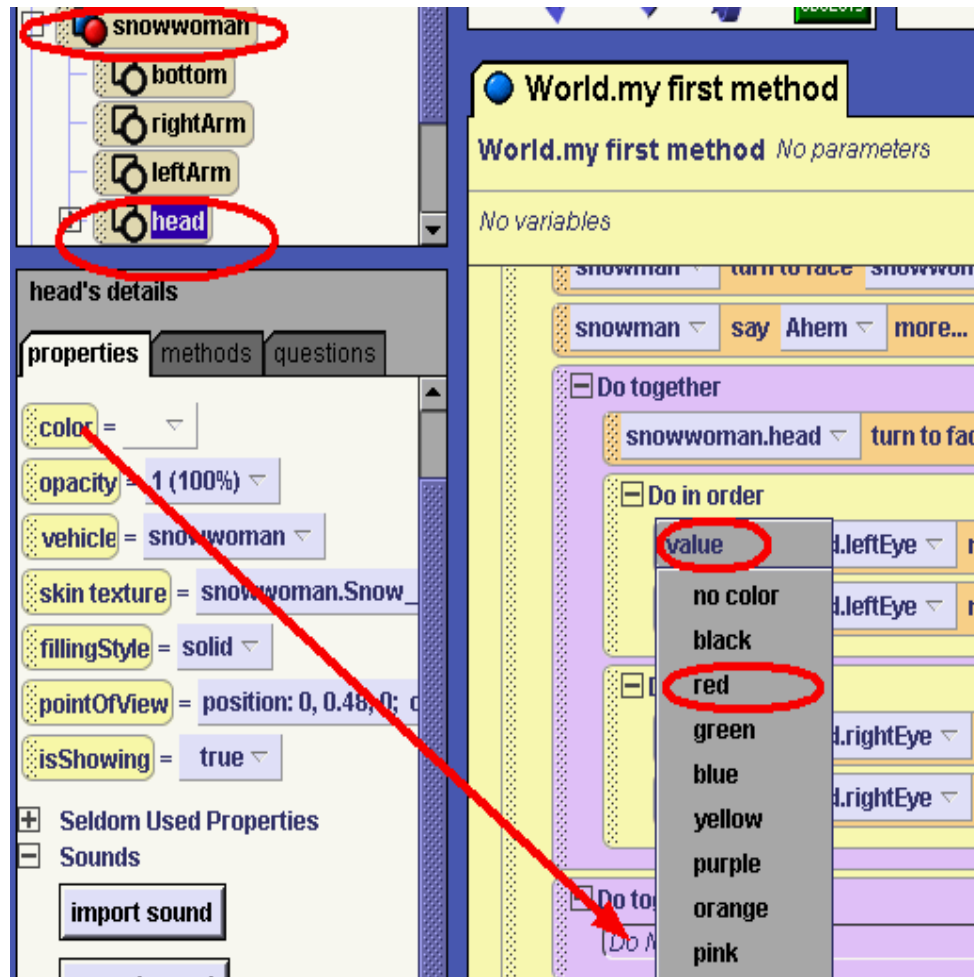 snowwoman
bottom
rightArm
leftArm
head
head's details
properties methods questions
color =
opacity = 1 (100%)
vehicle = snowwoman
skin texture = snowwoman.Snow_
fillingStyle = solid
pointOfView = position: 0, 0.48, 0;
isShowing = true
Seldom Used Properties
Sounds
import sound
World.my first method
World.my first method No parameters
No variables
snowman turn to face
snowman say Ahem more...
Do together
snowwoman.head turn to
Do in order
value
.leftEye
no color
.leftEye
black
red
green
.rightEye
blue
.rightEye
yellow
purple
Do
orange
Do
pink